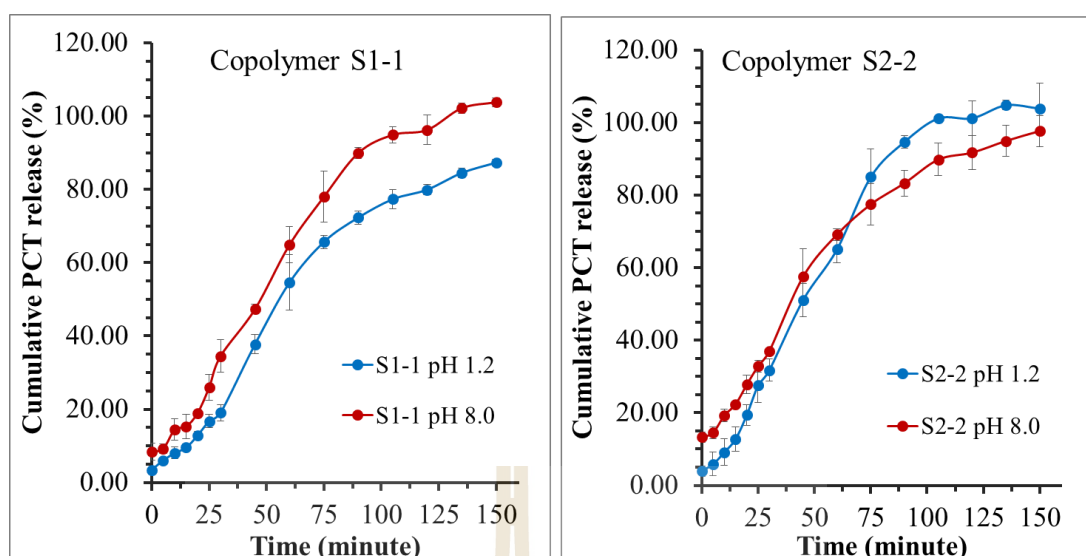 Copolymer S1-1
Cumulative PCT release (%)
120.00
100.00
80.00
60.00
40.00
20.00
0.00
S1-1 pH 1.2
S1-1 pH 8.0
0 25 50 75 100 125 150
Time (minute)
Copolymer S2-2
Cumulative PCT release (%)
120.00
100.00
80.00
60.00
40.00
20.00
0.00
S2-2 pH 1.2
S2-2 pH 8.0
0 25 50 75 100 125 150
Time (minute)